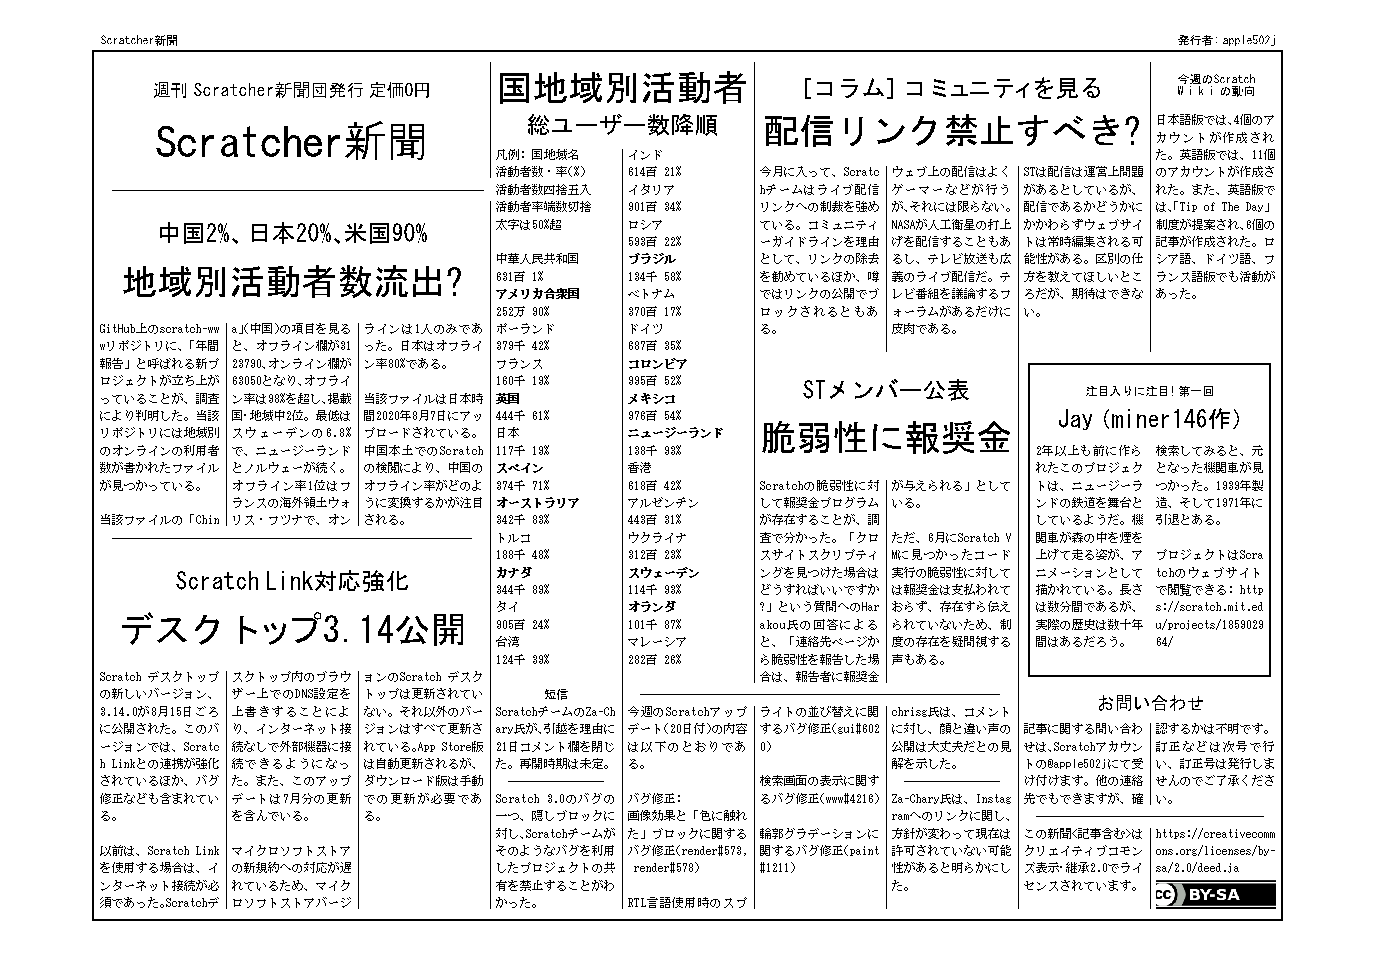 Scratcher新聞
発行者: apple502j
週刊 Scratcher新聞団発行 定価0円
Scratcher新聞
中国2%、日本20%、米国90%
地域別活動者数流出?
GitHub上のscratch-ww
wリポジトリに、「年間
報告」と呼ばれる新プ
ロジェクトが立ち上が
っていることが、調査
により判明した。当該
リポジトリには地域別
のオンラインの利用者
数が書かれたファイル
が見つかっている。
当該ファイルの「Chin
a」(中国)の項目を見る
と、オフライン欄が31
23790、オンライン欄が
63050となり、オフライ
ン率は98%を超し、掲載
国・地域中2位。最低は
スウェーデンの6.8%
で、ニュージーランド
とノルウェーが続く。
オフライン率1位はフ
ランスの海外領土ウォ
リス・フツナで、オン
ラインは1人のみであ
った。日本はオフライ
ン率80%である。
当該ファイルは日本時
間2020年8月7日にアッ
プロードされている。
中国本土でのScratch
の検閲により、中国の
オフライン率がどのよ
うに変換するかが注目
される。
Scratch Link対応強化
デスクトップ3.14公開
Scratch デスクトップ
の新しいバージョン、
3.14.0が8月15日ごろ
に公開された。このバ
ージョンでは、Scratc
h Linkとの連携が強化
されているほか、バグ
修正なども含まれてい
る。
以前は、Scratch Link
を使用する場合は、イ
ンターネット接続が必
須であった。Scratchデ
スクトップ内のブラウ
ザー上でのDNS設定を
上書きすることによ
り、インターネット接
続なしで外部機器に接
続できるようになっ
た。また、このアップ
デートは7月分の更新
を含んでいる。
マイクロソフトストア
の新規約への対応が遅
れているため、マイク
ロソフトストアバージ
ョンのScratch デスク
トップは更新されてい
ない。それ以外のバー
ジョンはすべて更新さ
れている。App Store版
は自動更新されるが、
ダウンロード版は手動
での更新が必要であ
る。
国地域別活動者
総ユーザー数降順
凡例: 国地域名
活動者数・率(%)
活動者数四捨五入
活動者率端数切捨
太字は50%超
中華人民共和国
631百 1%
アメリカ合衆国
252万 90%
ポーランド
379千 42%
フランス
160千 19%
英国
444千 61%
日本
117千 19%
スペイン
374千 71%
オーストラリア
342千 83%
トルコ
188千 49%
カナダ
344千 89%
タイ
905百 24%
台湾
124千 39%
インド
614百 21%
イタリア
901百 34%
ロシア
593百 22%
ブラジル
134千 58%
ベトナム
370百 17%
ドイツ
687百 35%
コロンビア
995百 52%
メキシコ
976百 54%
ニュージーランド
138千 93%
香港
618百 42%
アルゼンチン
443百 31%
ウクライナ
312百 23%
スウェーデン
114千 93%
オランダ
101千 87%
マレーシア
282百 26%
短信
ScratchチームのZa-Ch
ary氏が、引越を理由に
21日コメント欄を閉じ
た。再開時期は未定。
Scratch 3.0のバグの
一つ、隠しブロックに
対し、Scratchチームが
そのようなバグを利用
したプロジェクトの共
有を禁止することがわ
かった。
今週のScratchアップ
デート(20日付)の内容
は以下のとおりであ
る。
バグ修正:
画像効果と「色に触れ
た」ブロックに関する
バグ修正(render#573,
render#578)
RTL言語使用時のスプ
ライトの並び替えに関
するバグ修正(gui#602
0)
検索画面の表示に関す
るバグ修正(www#4216)
輪郭グラデーションに
関するバグ修正(paint
#1211)
chrisg氏は、コメント
に対し、顔と違い声の
公開は大丈夫だとの見
解を示した。
Za-Chary氏は、Instag
ramへのリンクに関し、
方針が変わって現在は
許可されていない可能
性があると明らかにし
た。
[コラム]コミュニティを見る
配信リンク禁止すべき?
今月に入って、Scratc
hチームはライブ配信
リンクへの制裁を強め
ている。コミュニティ
ーガイドラインを理由
として、リンクの除去
を勧めているほか、噂
ではリンクの公開でブ
ロックされるともあ
る。
ウェブ上の配信はよく
ゲーマーなどが行う
が、それには限らない。
NASAが人工衛星の打上
げを配信することもあ
るし、テレビ放送も広
義のライブ配信だ。テ
レビ番組を議論するフ
ォーラムがあるだけに
皮肉である。
STは配信は運営上問題
があるとしているが、
配信であるかどうかに
かかわらずウェブサイ
トは常時編集される可
能性がある。区別の仕
方を教えてほしいとこ
ろだが、期待はできな
い。
STメンバー公表
脆弱性に報奨金
Scratchの脆弱性に対
して報奨金プログラム
が存在することが、調
査で分かった。「クロ
スサイトスクリプティ
ングを見つけた場合は
どうすればいいですか
?」という質問へのHar
akou氏の回答による
と、「連絡先ページか
ら脆弱性を報告した場
合は、報告者に報奨金
が与えられる」として
いる。
ただ、6月にScratch V
Mに見つかったコード
実行の脆弱性に対して
は報奨金は支払われて
おらず、存在すら伝え
られていないため、制
度の存在を疑問視する
声もある。
今週のScratch
Wikiの動向
日本語版では、4個のア
カウントが作成され
た。英語版では、11個
のアカウントが作成さ
れた。また、英語版で
は、「Tip of The Day」
制度が提案され、6個の
記事が作成された。ロ
シア語、ドイツ語、フ
ランス語版でも活動が
あった。
注目入りに注目! 第一回
Jay (miner146作)
2年以上も前に作ら
れたこのプロジェク
トは、ニュージーラ
ンドの鉄道を舞台と
しているようだ。機
関車が森の中を煙を
上げて走る姿が、ア
ニメーションとして
描かれている。長さ
は数分間であるが、
実際の歴史は数十年
間はあるだろう。
検索してみると、元
となった機関車が見
つかった。1939年製
造、そして1971年に
引退とある。
プロジェクトはScra
tchのウェブサイト
で閲覧できる: http
s://scratch.mit.ed
u/projects/1859029
64/
お問い合わせ
記事に関する問い合わ
せは、Scratchアカウン
トの@apple502jにて受
け付けます。他の連絡
先でもできますが、確
認するかは不明です。
訂正などは次号で行
い、訂正号は発行しま
せんのでご了承くださ
い。
この新聞<記事含む>は
クリエイティブコモン
ズ表示・継承2.0でライ
センスされています。
https://creativecomm
ons.org/licenses/by-
sa/2.0/deed.ja
cc BY-SA